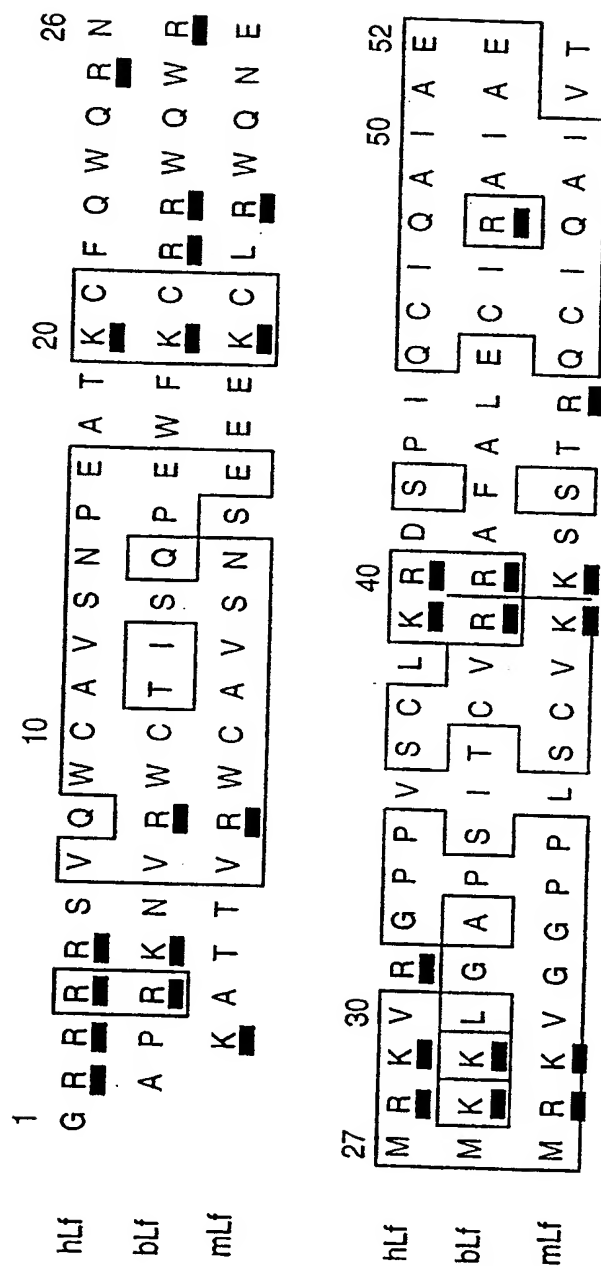 1 10 20 26
hLf G R R R R S V Q W C A V S N P E A T K C F Q W Q R N
bLf A P R K N V R W C T I S Q P E W F K C R R W Q W R
mLf K A T T V R W C A V S N S E E E K C L R W Q N E
27 30 40 50 52
hLf M R K V R G P P V S C L K R D S P I Q C I Q A I A E
bLf M K K L G A P S I T C V R R A F A L E C I R A I A E
mLf M R K V G G P P L S C V K K S S T R Q C I Q A I V T